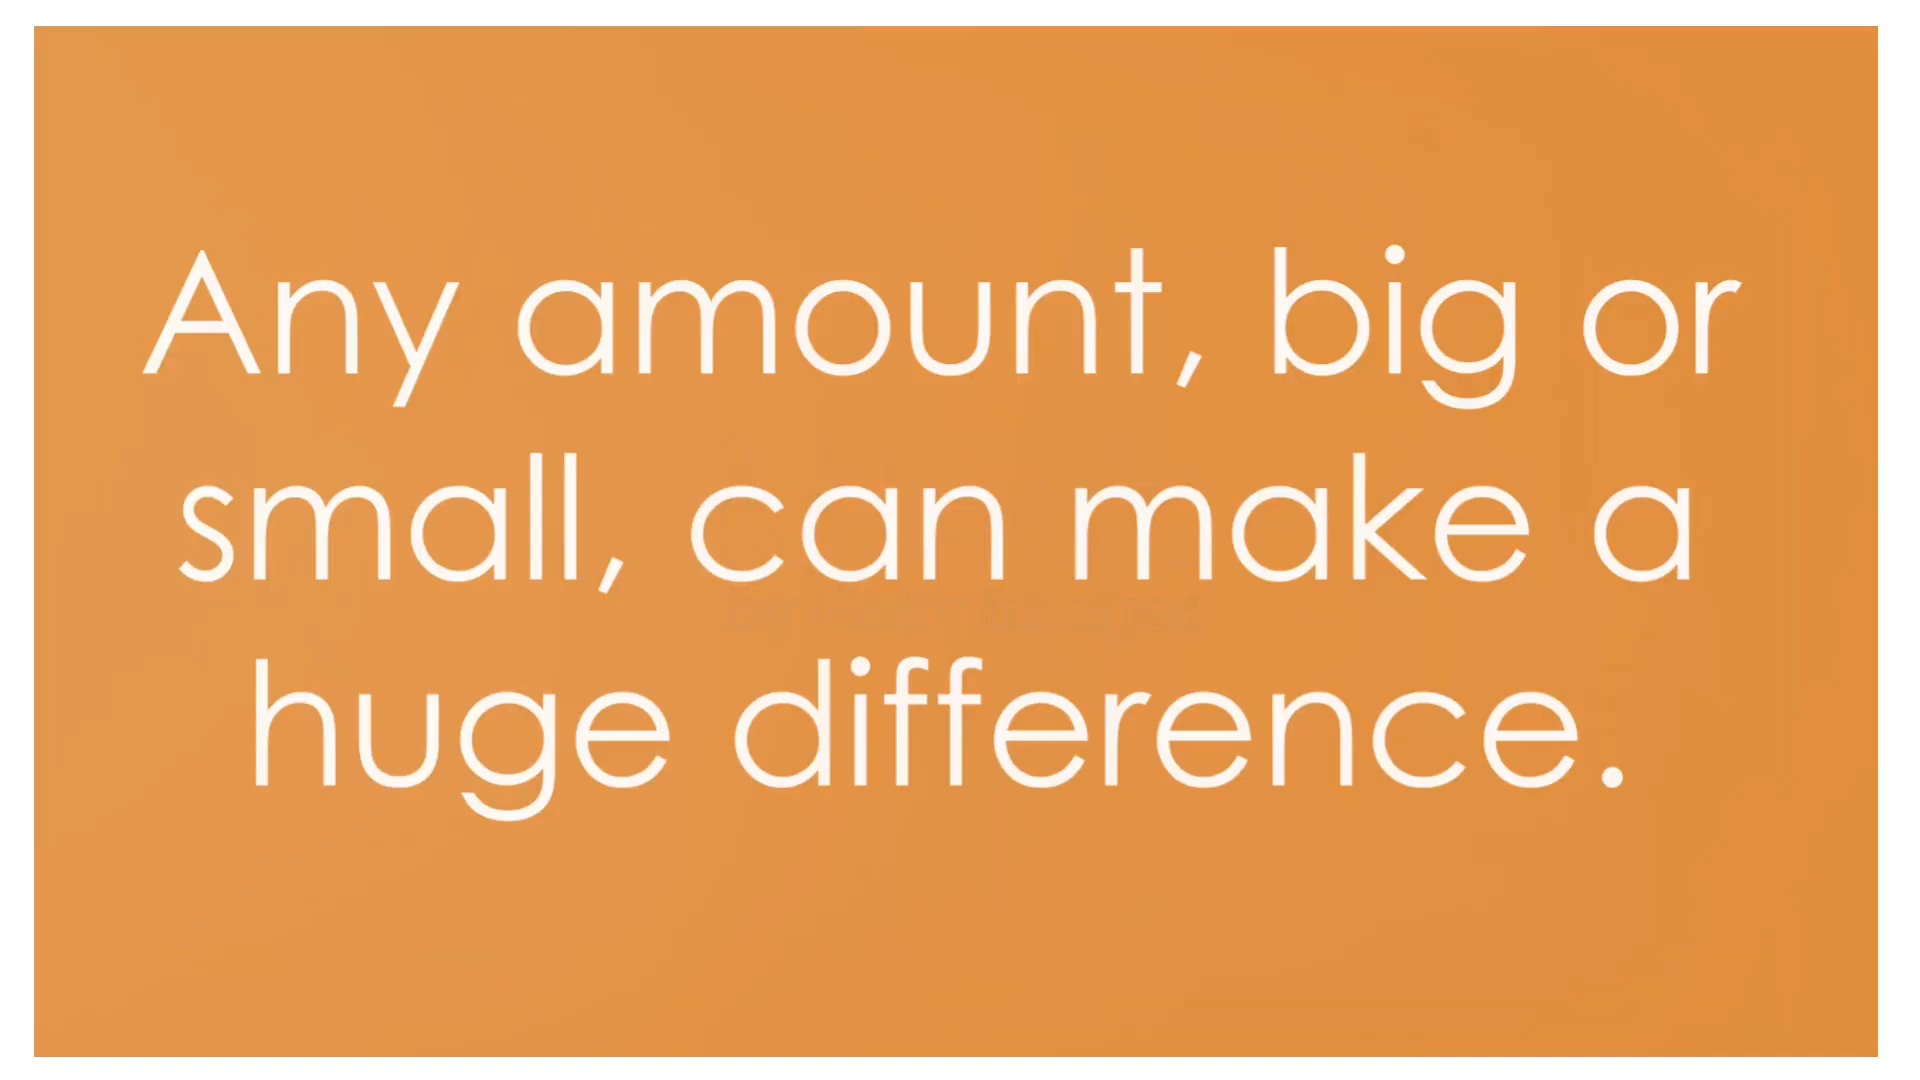 Any amount, big or
small, can make a
huge difference.